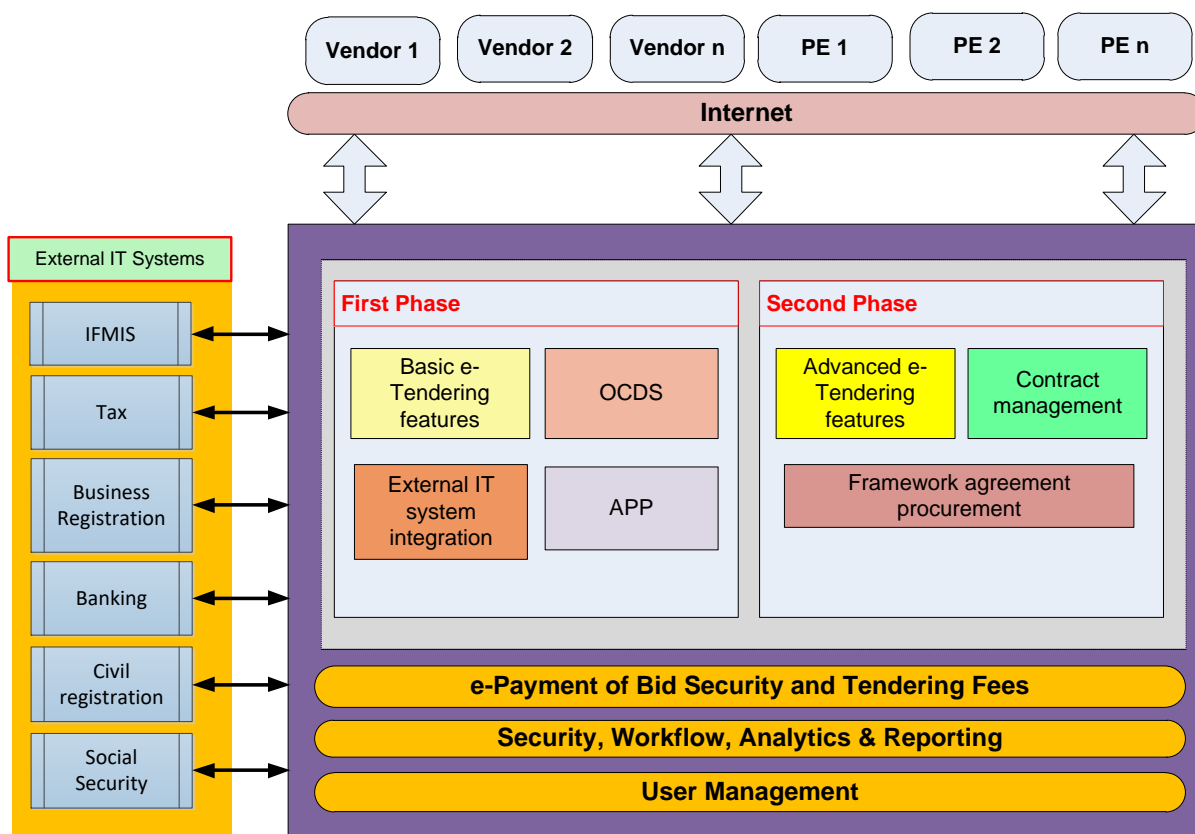 Vendor 1
Vendor 2
Vendor n
PE 1
PE 2
PE n
Internet
External IT Systems
IFMIS
Tax
Business
Registration
Banking
Civil
registration
Social
Security
First Phase
Basic e-
Tendering
features
OCDS
External IT
system
integration
APP
Second Phase
Advanced e-
Tendering
features
Contract
management
Framework agreement
procurement
e-Payment of Bid Security and Tendering Fees
Security, Workflow, Analytics & Reporting
User Management